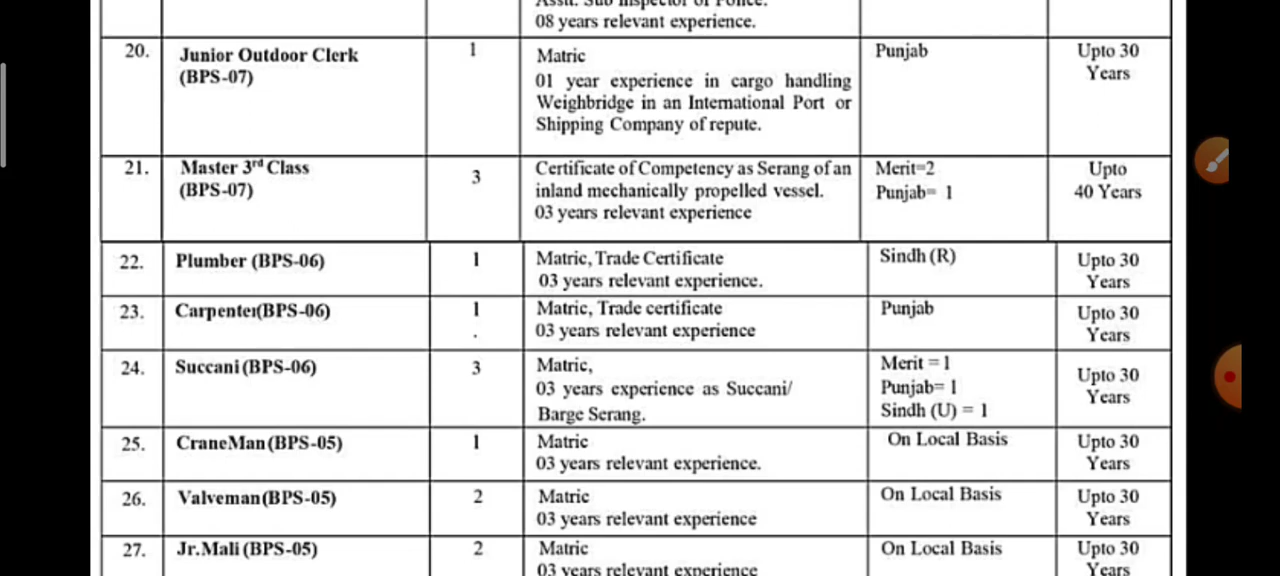 Asstt. Sub Inspector of Police.
08 years relevant experience.
20. Junior Outdoor Clerk (BPS-07) 1 Matric Punjab Upto 30 Years
01 year experience in cargo handling
Weighbridge in an International Port or
Shipping Company of repute.
21. Master 3rd Class (BPS-07) 3 Certificate of Competency as Serang of an Merit=2 Upto 40 Years
inland mechanically propelled vessel. Punjab= 1
03 years relevant experience
22. Plumber (BPS-06) 1 Matric, Trade Certificate Sindh (R) Upto 30 Years
03 years relevant experience.
23. Carpenter(BPS-06) 1 Matric, Trade certificate Punjab Upto 30 Years
. 03 years relevant experience
24. Succani (BPS-06) 3 Matric, Merit = 1 Upto 30 Years
03 years experience as Succani/ Punjab= 1
Barge Serang. Sindh (U) = 1
25. CraneMan (BPS-05) 1 Matric On Local Basis Upto 30 Years
03 years relevant experience.
26. Valveman (BPS-05) 2 Matric On Local Basis Upto 30 Years
03 years relevant experience
27. Jr.Mali (BPS-05) 2 Matric On Local Basis Upto 30 Years
03 years relevant experience